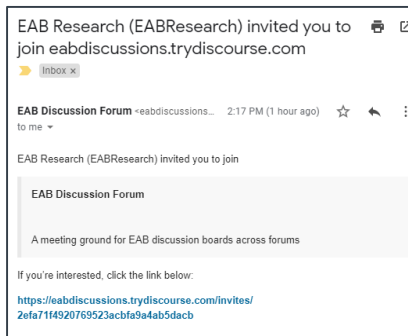 EAB Research (EABResearch) invited you to
join eabdiscussions.trydiscourse.com
Inbox x
EAB Discussion Forum <eabdiscussions... 2:17 PM (1 hour ago)
to me
EAB Research (EABResearch) invited you to join
EAB Discussion Forum
A meeting ground for EAB discussion boards across forums
If you're interested, click the link below:
https://eabdiscussions.trydiscourse.com/invites/
2efa71f4920769523acbfa9a4ab5dacb